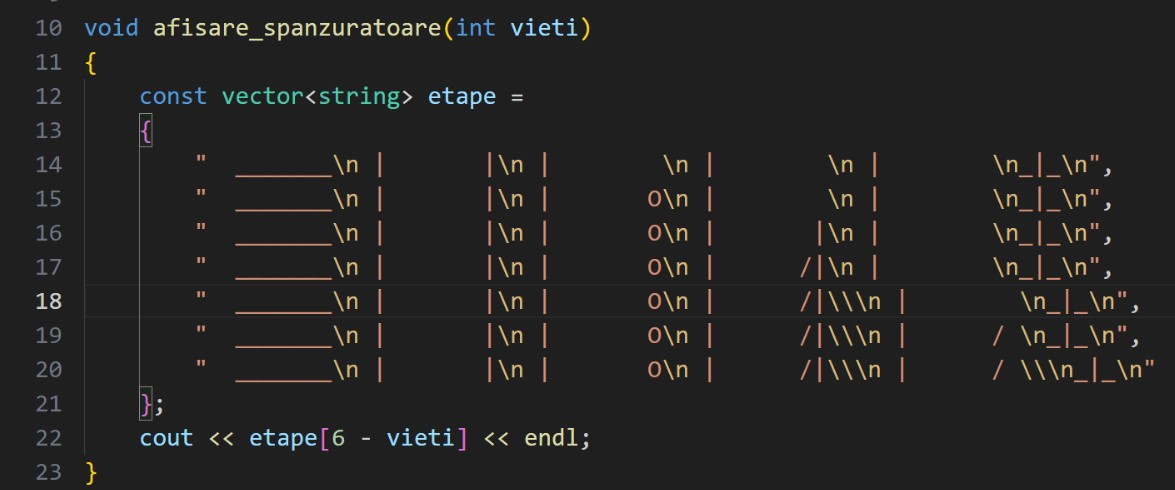 10 void afisare_spanzuratoare(int vieti)
11 {
12     const vector<string> etape =
13     {
14         " _______\n |       |\n |        \n |        \n |        \n_|_\n",
15         " _______\n |       |\n |       O\n |        \n |        \n_|_\n",
16         " _______\n |       |\n |       O\n |       |\n |        \n_|_\n",
17         " _______\n |       |\n |       O\n |      /|\n |        \n_|_\n",
18         " _______\n |       |\n |       O\n |      /|\\\n |        \n_|_\n",
19         " _______\n |       |\n |       O\n |      /|\\\n |      / \n_|_\n",
20         " _______\n |       |\n |       O\n |      /|\\\n |      / \\\n_|_\n"
21     };
22     cout << etape[6 - vieti] << endl;
23 }